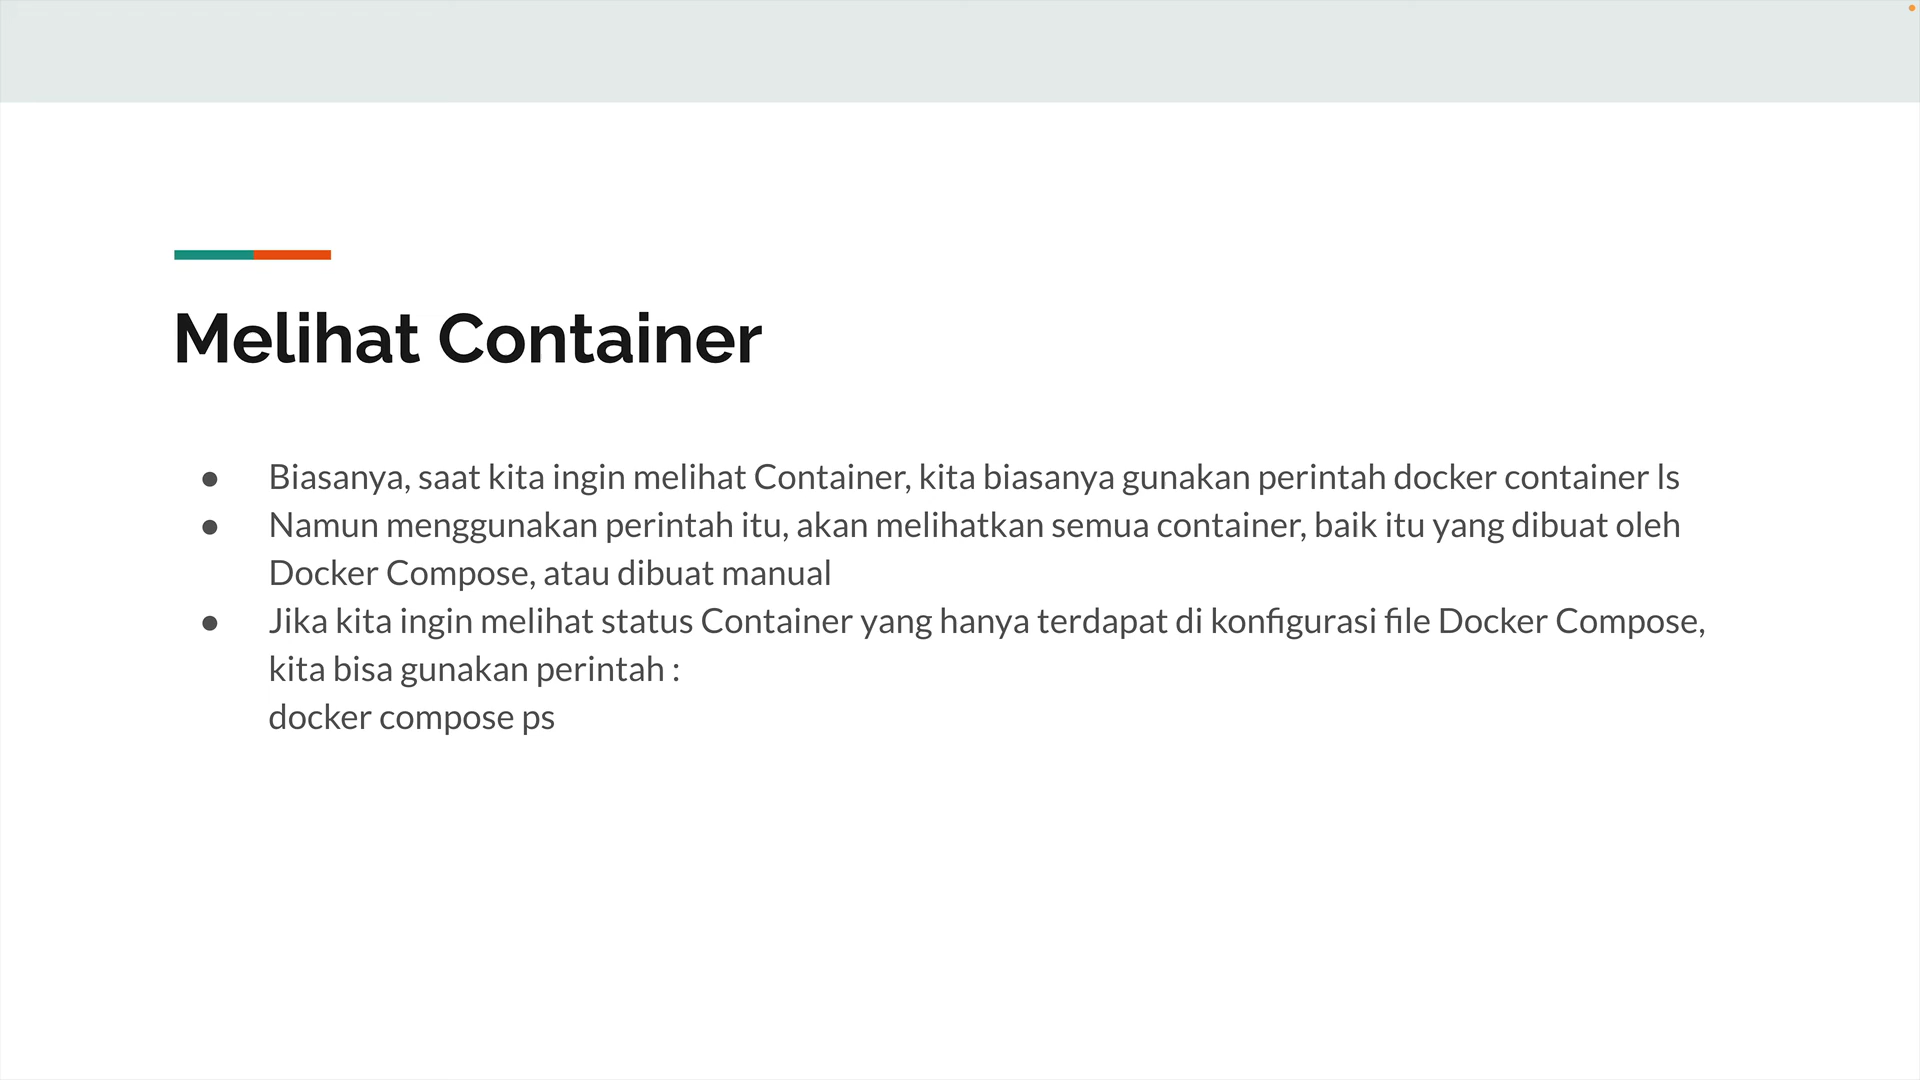 Melihat Container
● Biasanya, saat kita ingin melihat Container, kita biasanya gunakan perintah docker container ls
● Namun menggunakan perintah itu, akan melihatkan semua container, baik itu yang dibuat oleh
Docker Compose, atau dibuat manual
● Jika kita ingin melihat status Container yang hanya terdapat di konfigurasi file Docker Compose,
kita bisa gunakan perintah :
docker compose ps